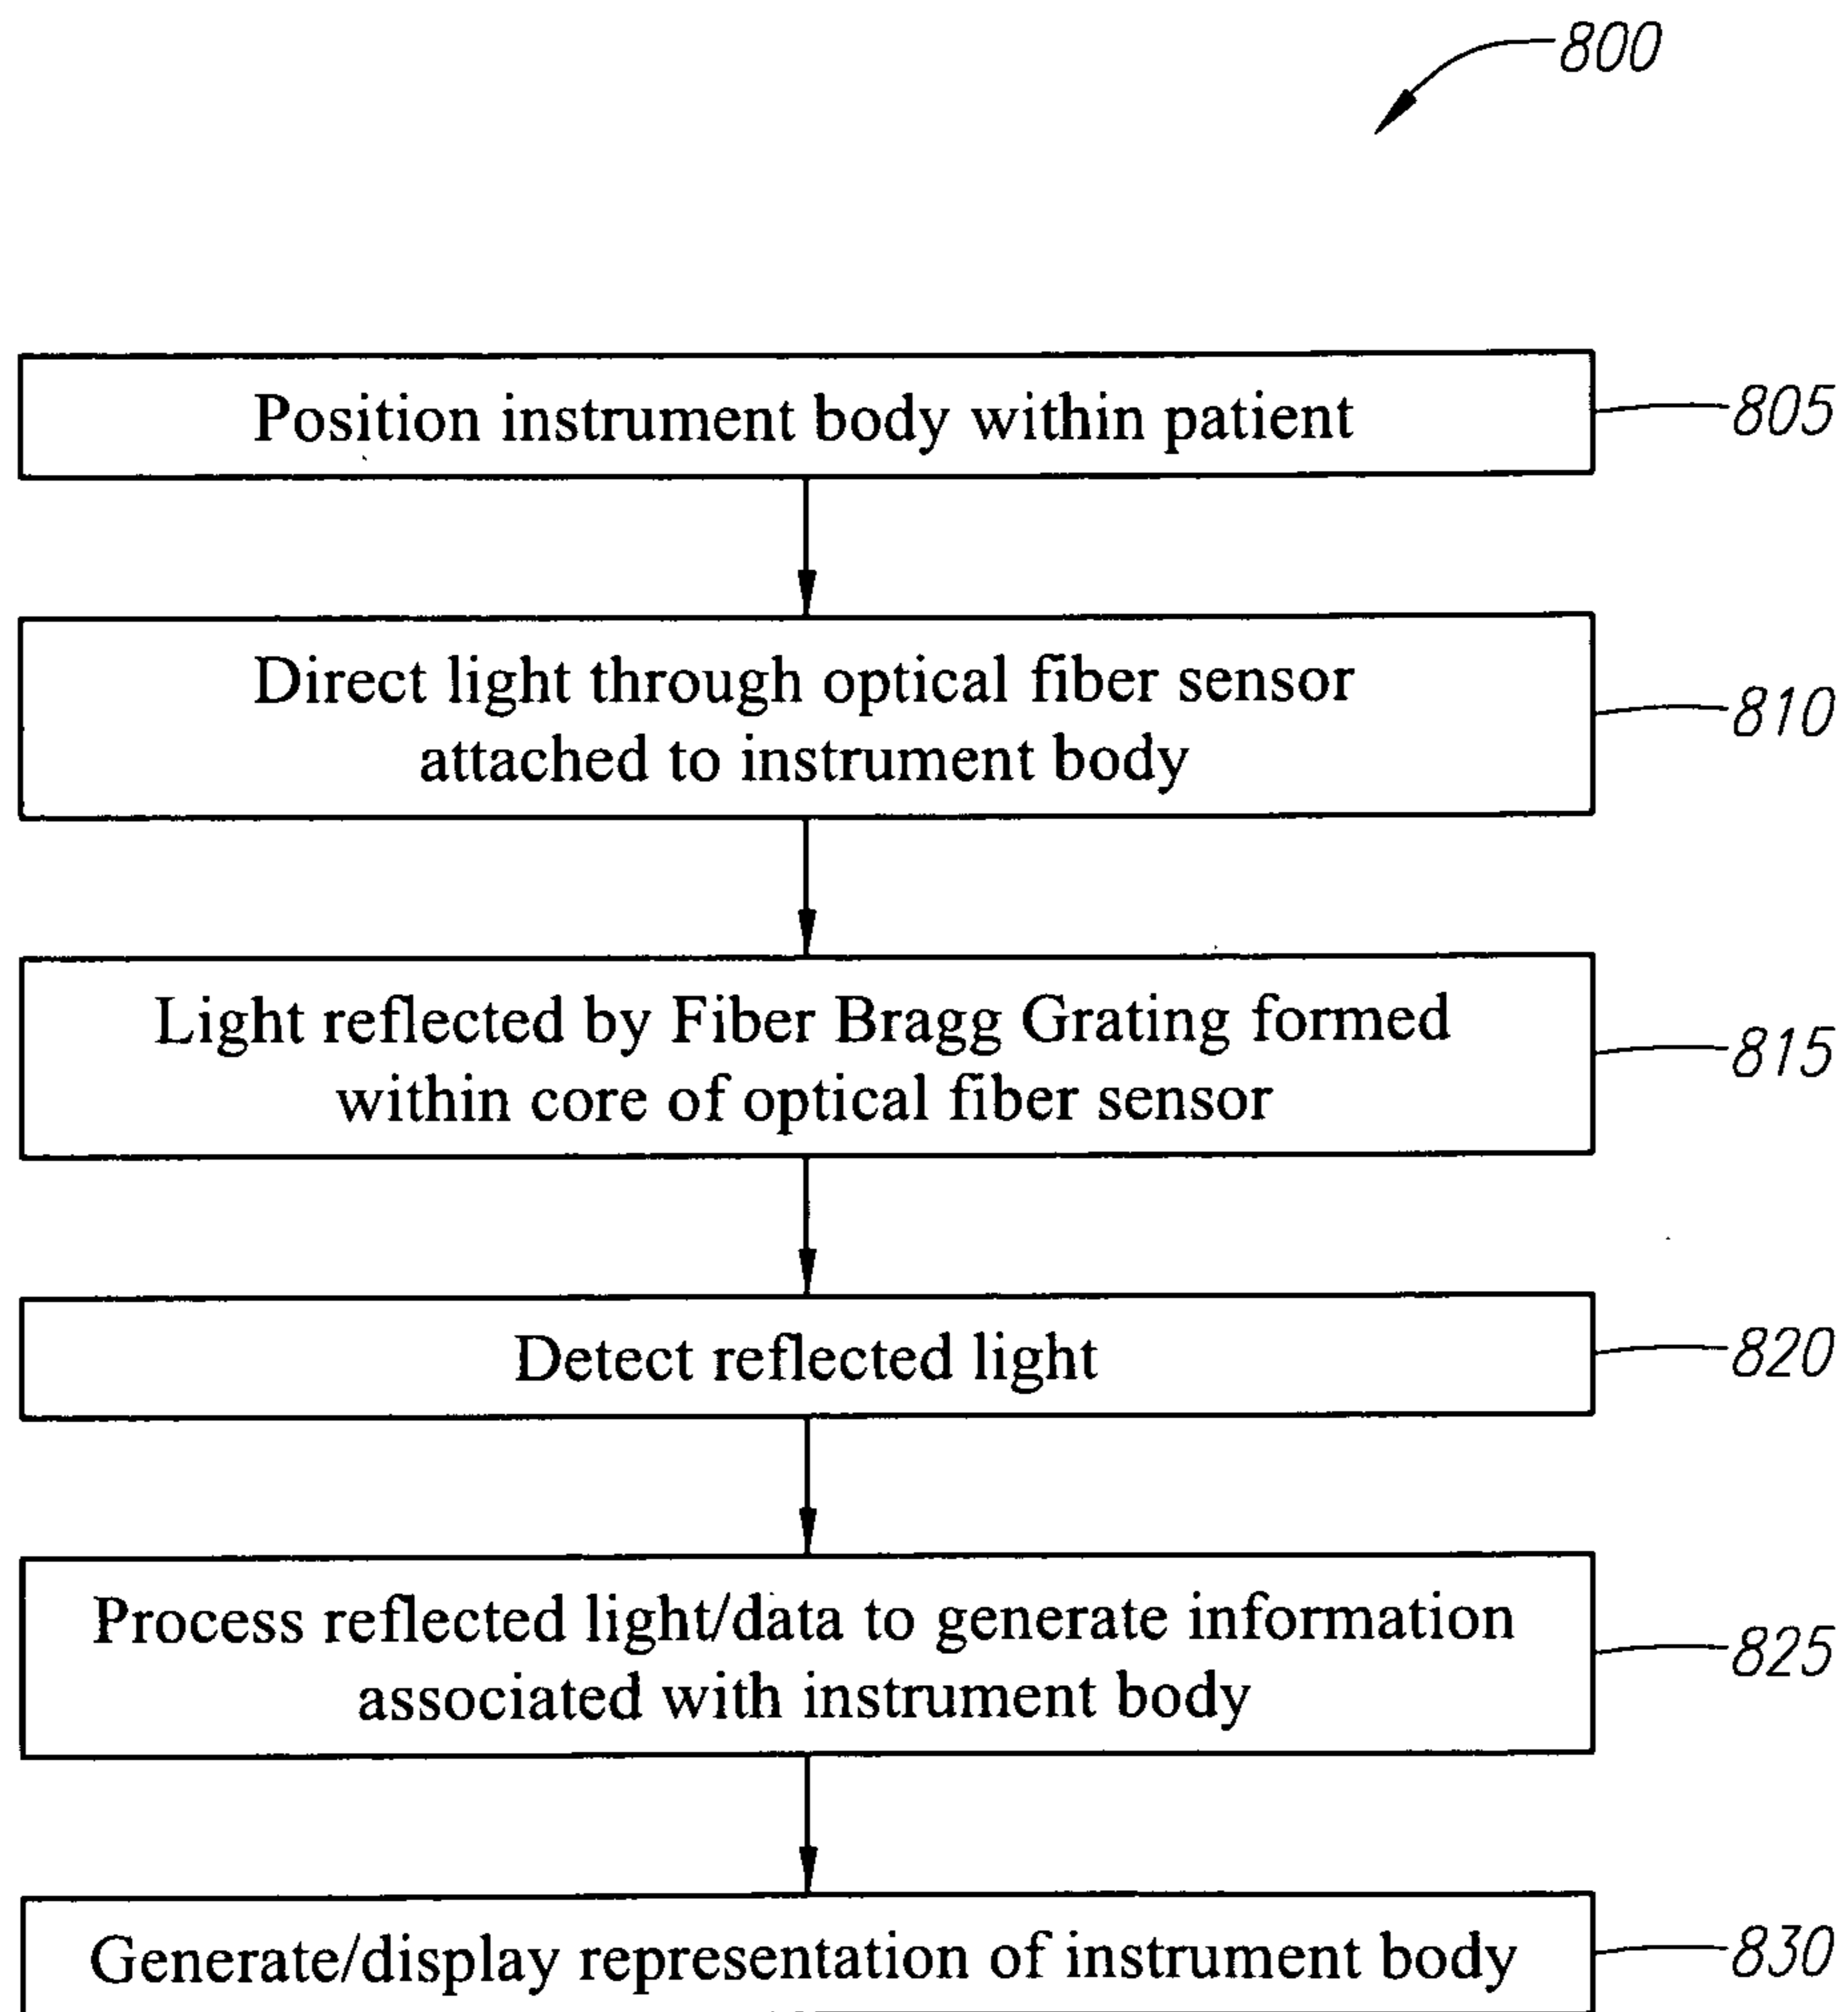 800
Position instrument body within patient
805
Direct light through optical fiber sensor
attached to instrument body
810
Light reflected by Fiber Bragg Grating formed
within core of optical fiber sensor
815
Detect reflected light
820
Process reflected light/data to generate information
associated with instrument body
825
Generate/display representation of instrument body
830